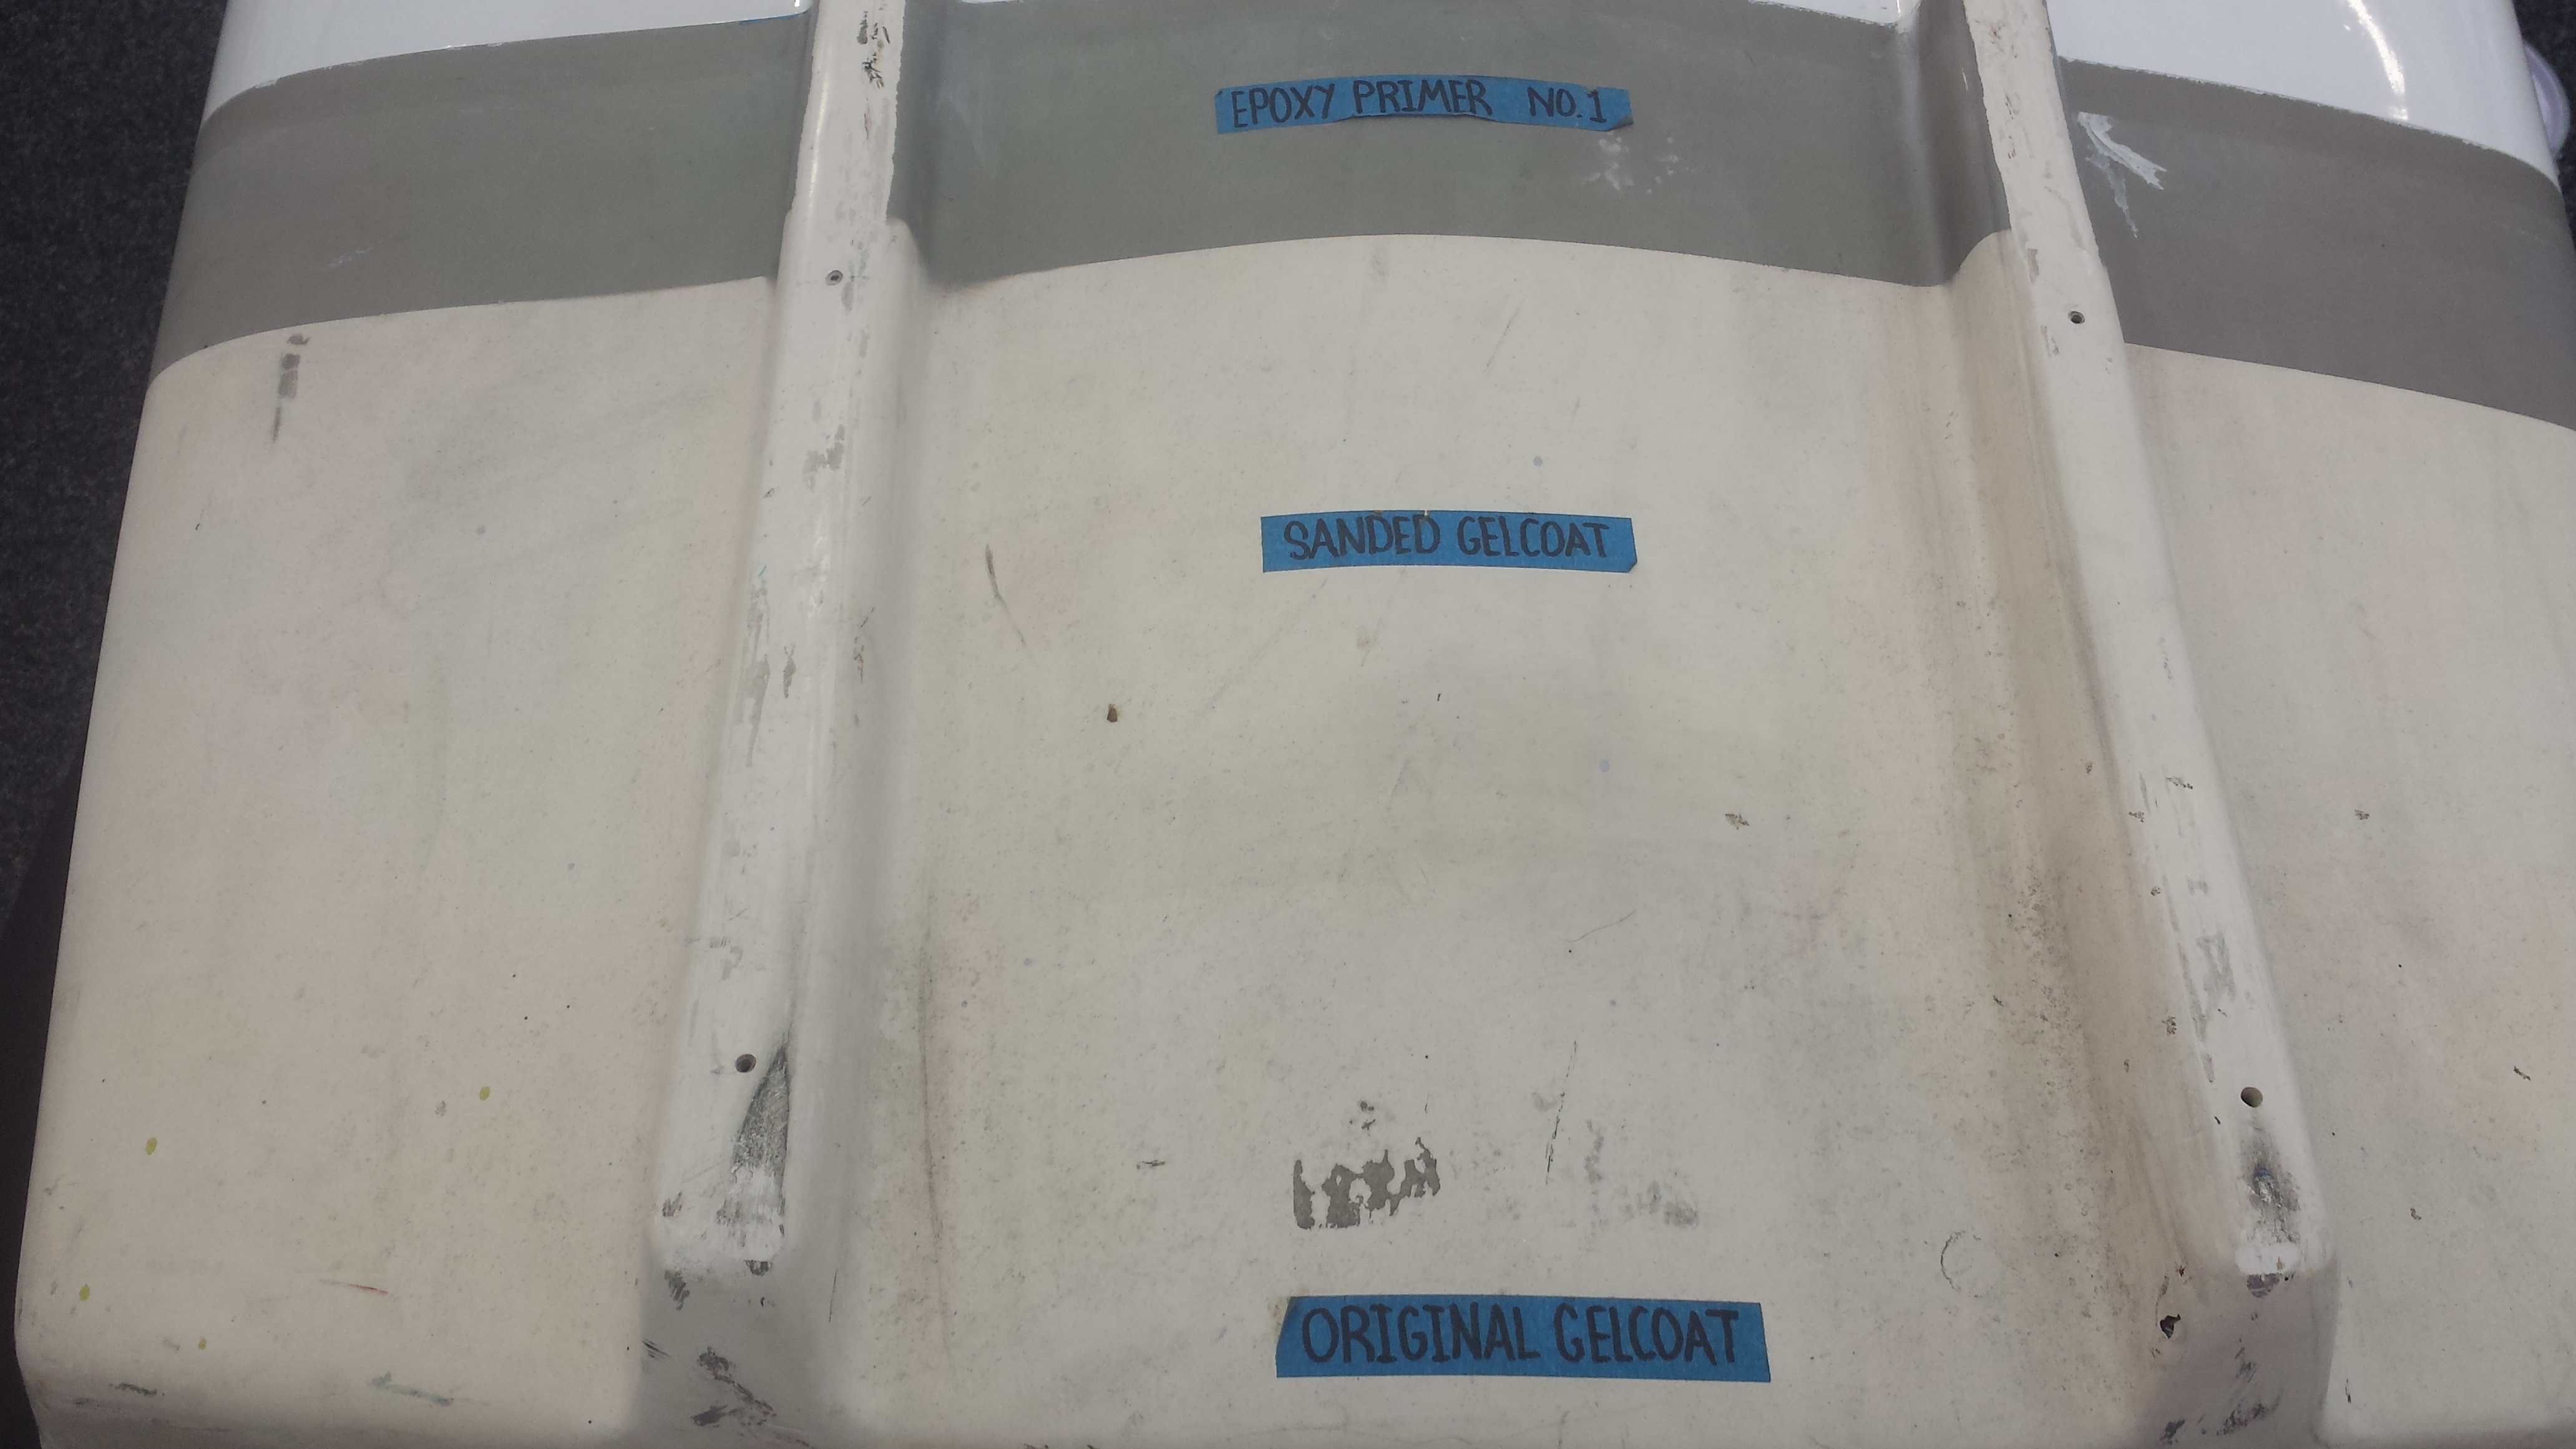 EPOXY PRIMER NO.1
SANDED GELCOAT
ORIGINAL GELCOAT